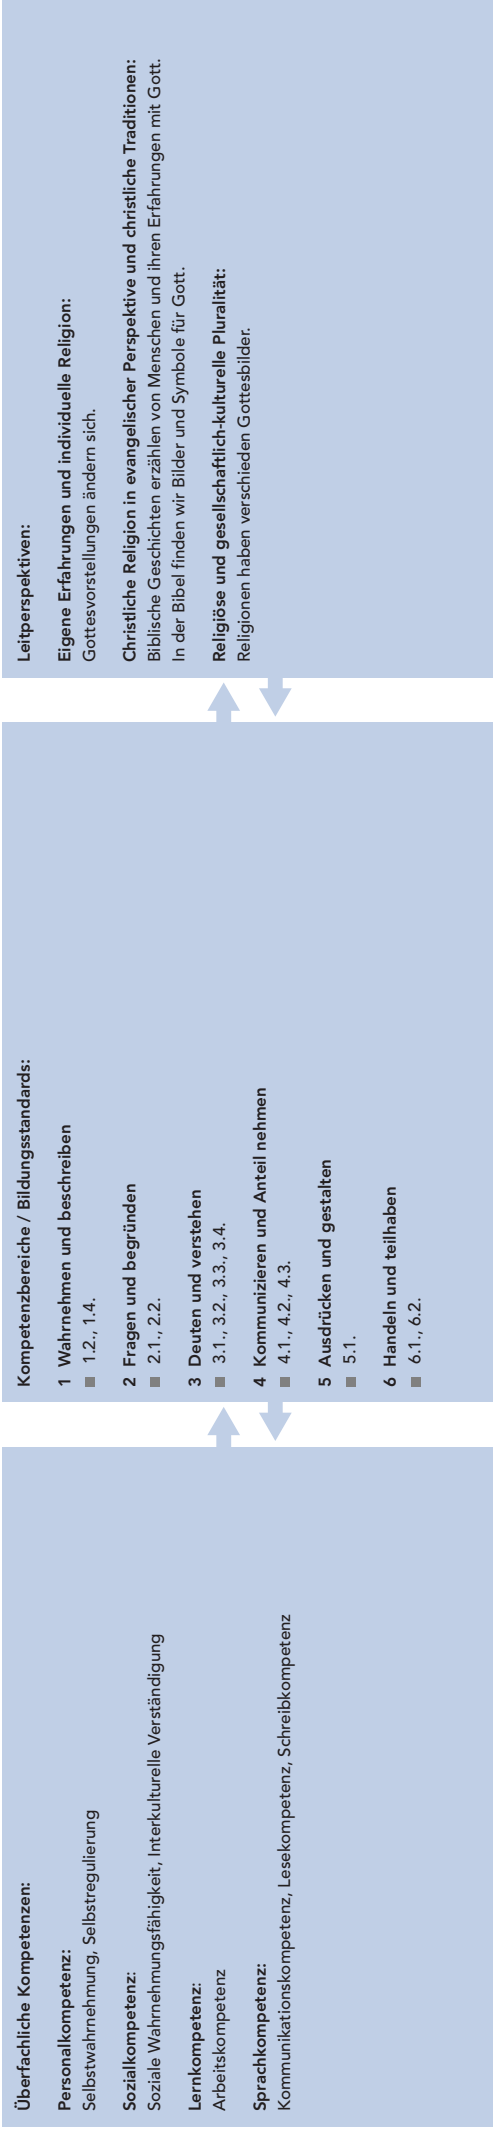 Überfachliche Kompetenzen:
Personalkompetenz:
Selbstwahrnehmung, Selbstregulierung
Sozialkompetenz:
Soziale Wahrnehmungsfähigkeit, Interkulturelle Verständigung
Lernkompetenz:
Arbeitskompetenz
Sprachkompetenz:
Kommunikationskompetenz, Lesekompetenz, Schreibkompetenz
Kompetenzbereiche / Bildungsstandards:
1 Wahrnehmen und beschreiben
■ 1.2., 1.4.
2 Fragen und begründen
■ 2.1., 2.2.
3 Deuten und verstehen
■ 3.1., 3.2., 3.3., 3.4.
4 Kommunizieren und Anteil nehmen
■ 4.1., 4.2., 4.3.
5 Ausdrücken und gestalten
■ 5.1.
6 Handeln und teilhaben
■ 6.1., 6.2.
Leitperspektiven:
Eigene Erfahrungen und individuelle Religion:
Gottesvorstellungen ändern sich.
Christliche Religion in evangelischer Perspektive und christliche Traditionen:
Biblische Geschichten erzählen von Menschen und ihren Erfahrungen mit Gott.
In der Bibel finden wir Bilder und Symbole für Gott.
Religiöse und gesellschaftlich-kulturelle Pluralität:
Religionen haben verschieden Gottesbilder.